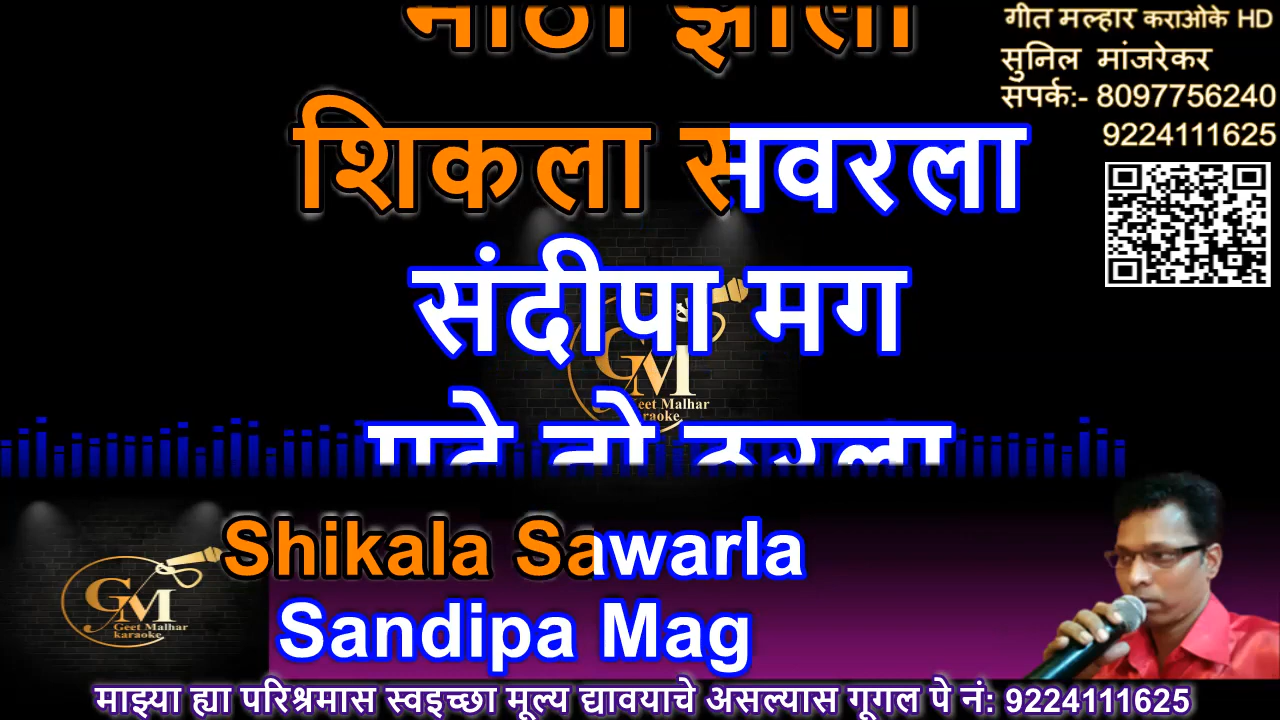 गीत मल्हार कराओके HD
सुनिल मांजरेकर
संपर्क:- 8097756240
9224111625
शिकला सवरला
संदीपा मग
GM
Geet Malhar
karaoke.
Shikala Sawarla
Sandipa Mag
माझ्या ह्या परिश्रमास स्वइच्छा मूल्य द्यावयाचे असल्यास गूगल पे नं: 9224111625